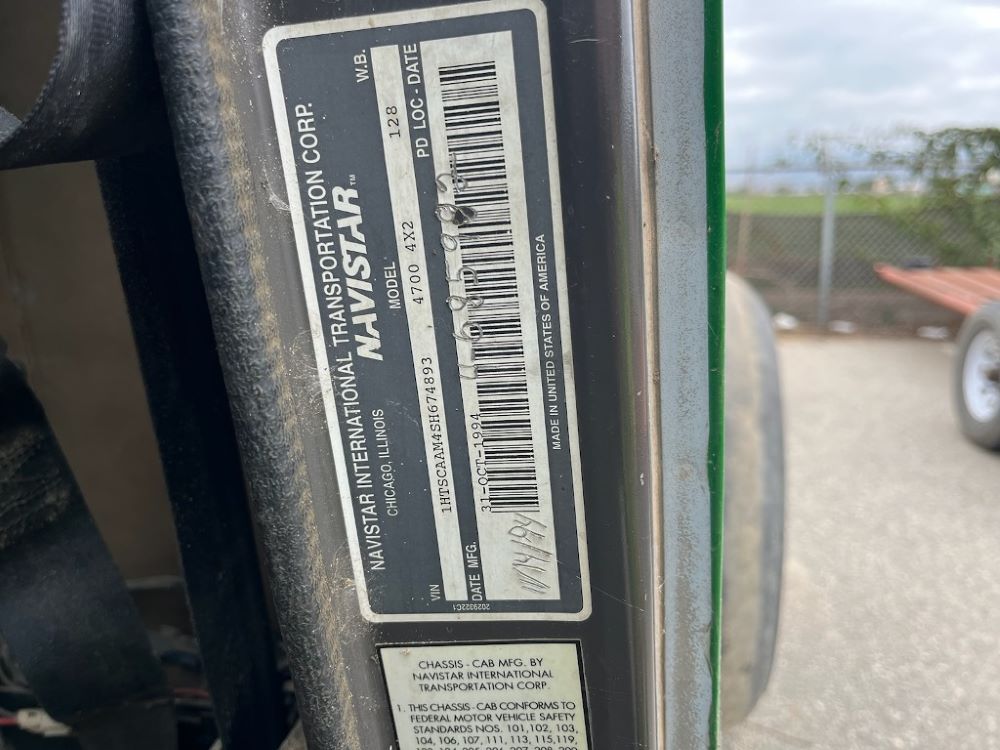 NAVISTAR INTERNATIONAL TRANSPORTATION CORP.
CHICAGO, ILLINOIS
NAVISTAR™
MODEL
W.B.
VIN
1HTSCAAM4SH674893
4700 4X2
128
DATE MFG.
31-OCT-1994
PD LOC - DATE
MADE IN UNITED STATES OF AMERICA
2029322C1
CHASSIS - CAB MFG. BY
NAVISTAR INTERNATIONAL
TRANSPORTATION CORP.
1. THIS CHASSIS - CAB CONFORMS TO
FEDERAL MOTOR VEHICLE SAFETY
STANDARDS NOS. 101, 102, 103,
104, 106, 107, 111, 113, 115, 119,